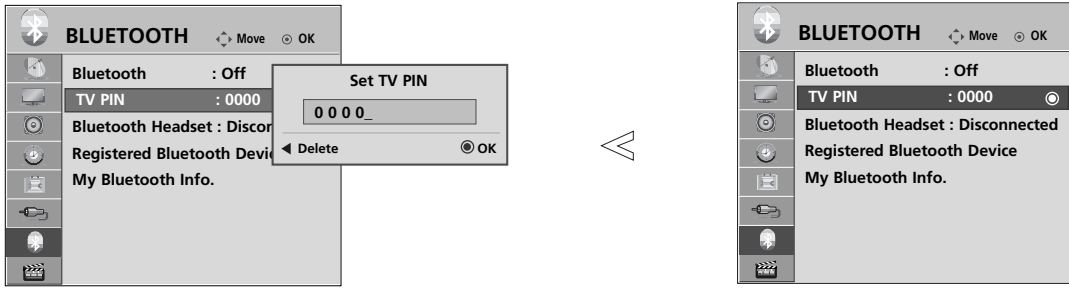 BLUETOOTH Move OK
Bluetooth : Off
TV PIN : 0000
Bluetooth Headset : Discon
Registered Bluetooth Devi
My Bluetooth Info.
Set TV PIN
0 0 0 0_
Delete OK
BLUETOOTH Move OK
Bluetooth : Off
TV PIN : 0000
Bluetooth Headset : Disconnected
Registered Bluetooth Device
My Bluetooth Info.